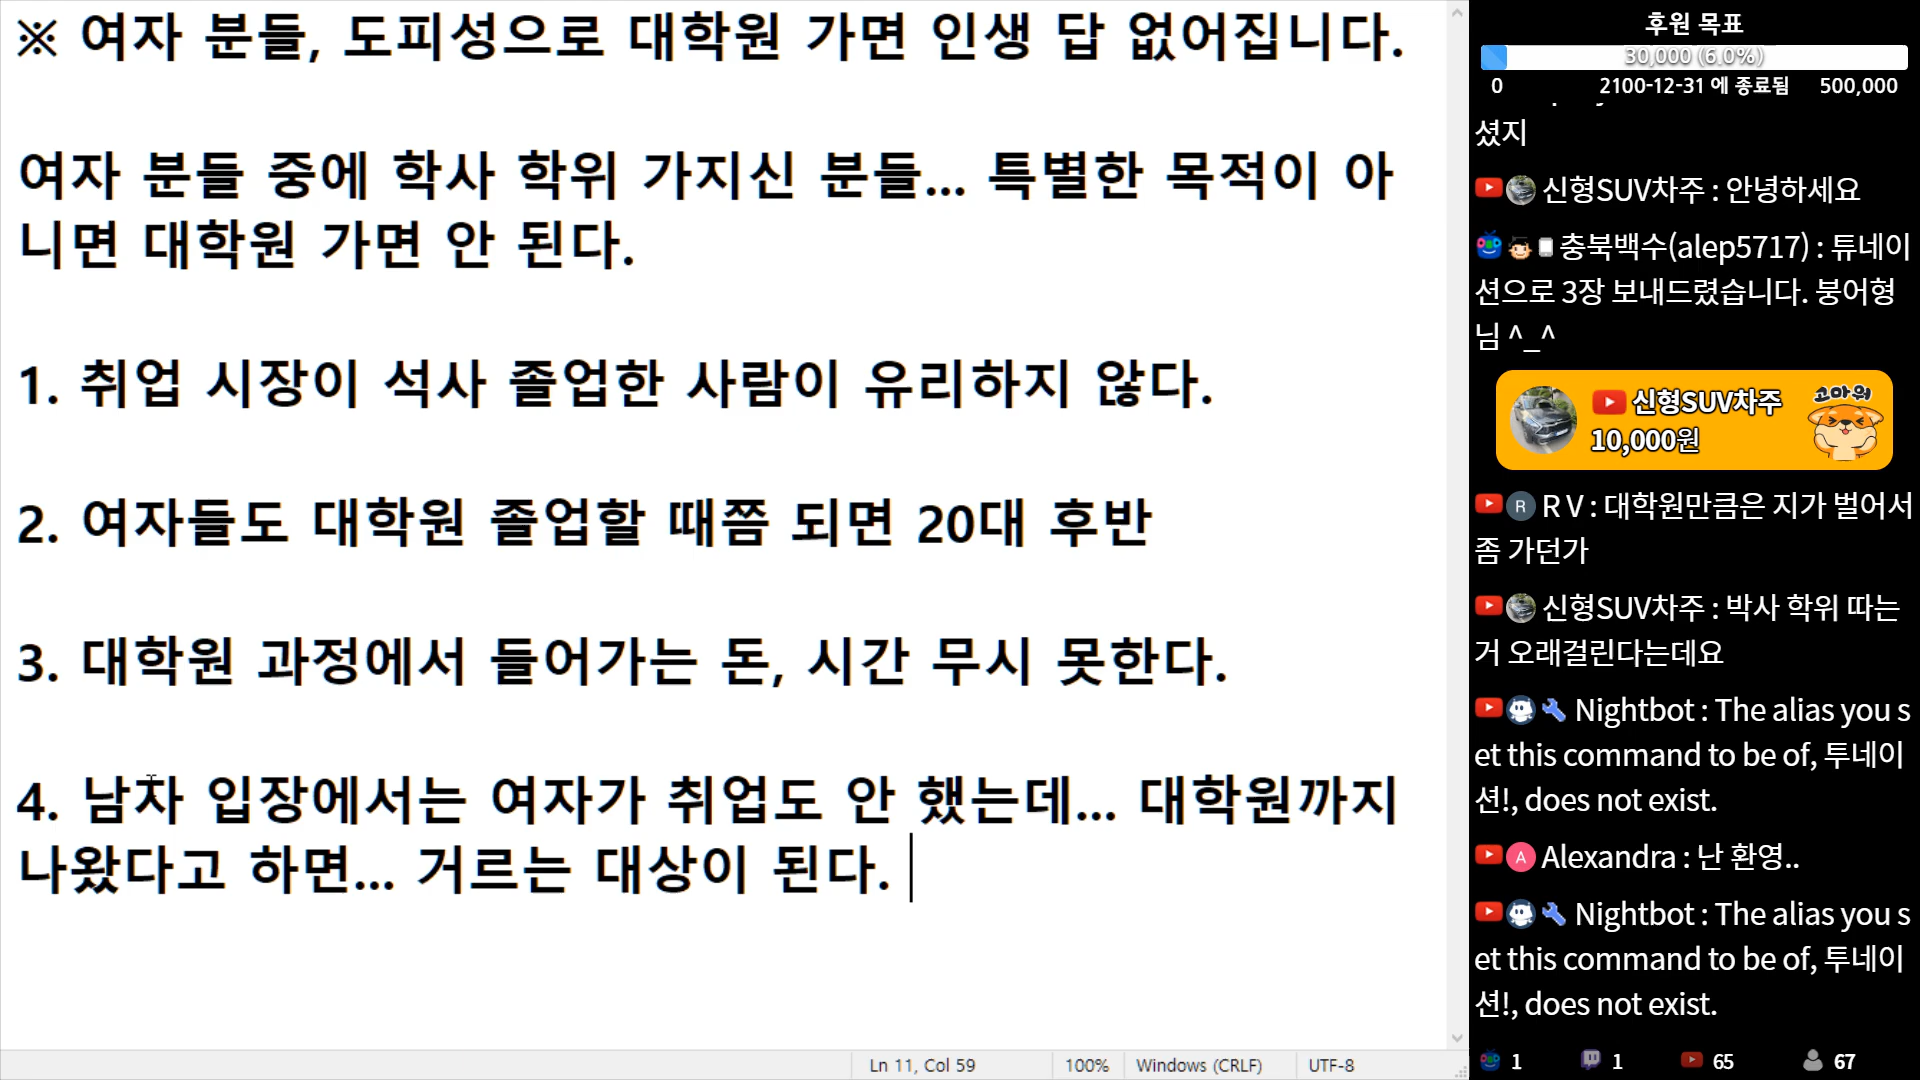 ※ 여자 분들, 도피성으로 대학원 가면 인생 답 없어집니다.
여자 분들 중에 학사 학위 가지신 분들... 특별한 목적이 아
니면 대학원 가면 안 된다.
1. 취업 시장이 석사 졸업한 사람이 유리하지 않다.
2. 여자들도 대학원 졸업할 때쯤 되면 20대 후반
3. 대학원 과정에서 들어가는 돈, 시간 무시 못한다.
4. 남자 입장에서는 여자가 취업도 안 했는데... 대학원까지
나왔다고 하면... 거르는 대상이 된다.
Ln 11, Col 59
100%
Windows (CRLF)
UTF-8
후원 목표
30,000 (6.0%)
0 2100-12-31 에 종료됨 500,000
셨지
신형SUV차주 : 안녕하세요
충북백수(alep5717) : 튜네이
션으로 3장 보내드렸습니다. 붕어형
님 ^_^
신형SUV차주
10,000원
고마워
R R V : 대학원만큼은 지가 벌어서
좀 가던가
신형SUV차주 : 박사 학위 따는
거 오래걸린다는데요
Nightbot : The alias you s
et this command to be of, 투네이
션!, does not exist.
A Alexandra : 난 환영..
Nightbot : The alias you s
et this command to be of, 투네이
션!, does not exist.
1 1 65 67